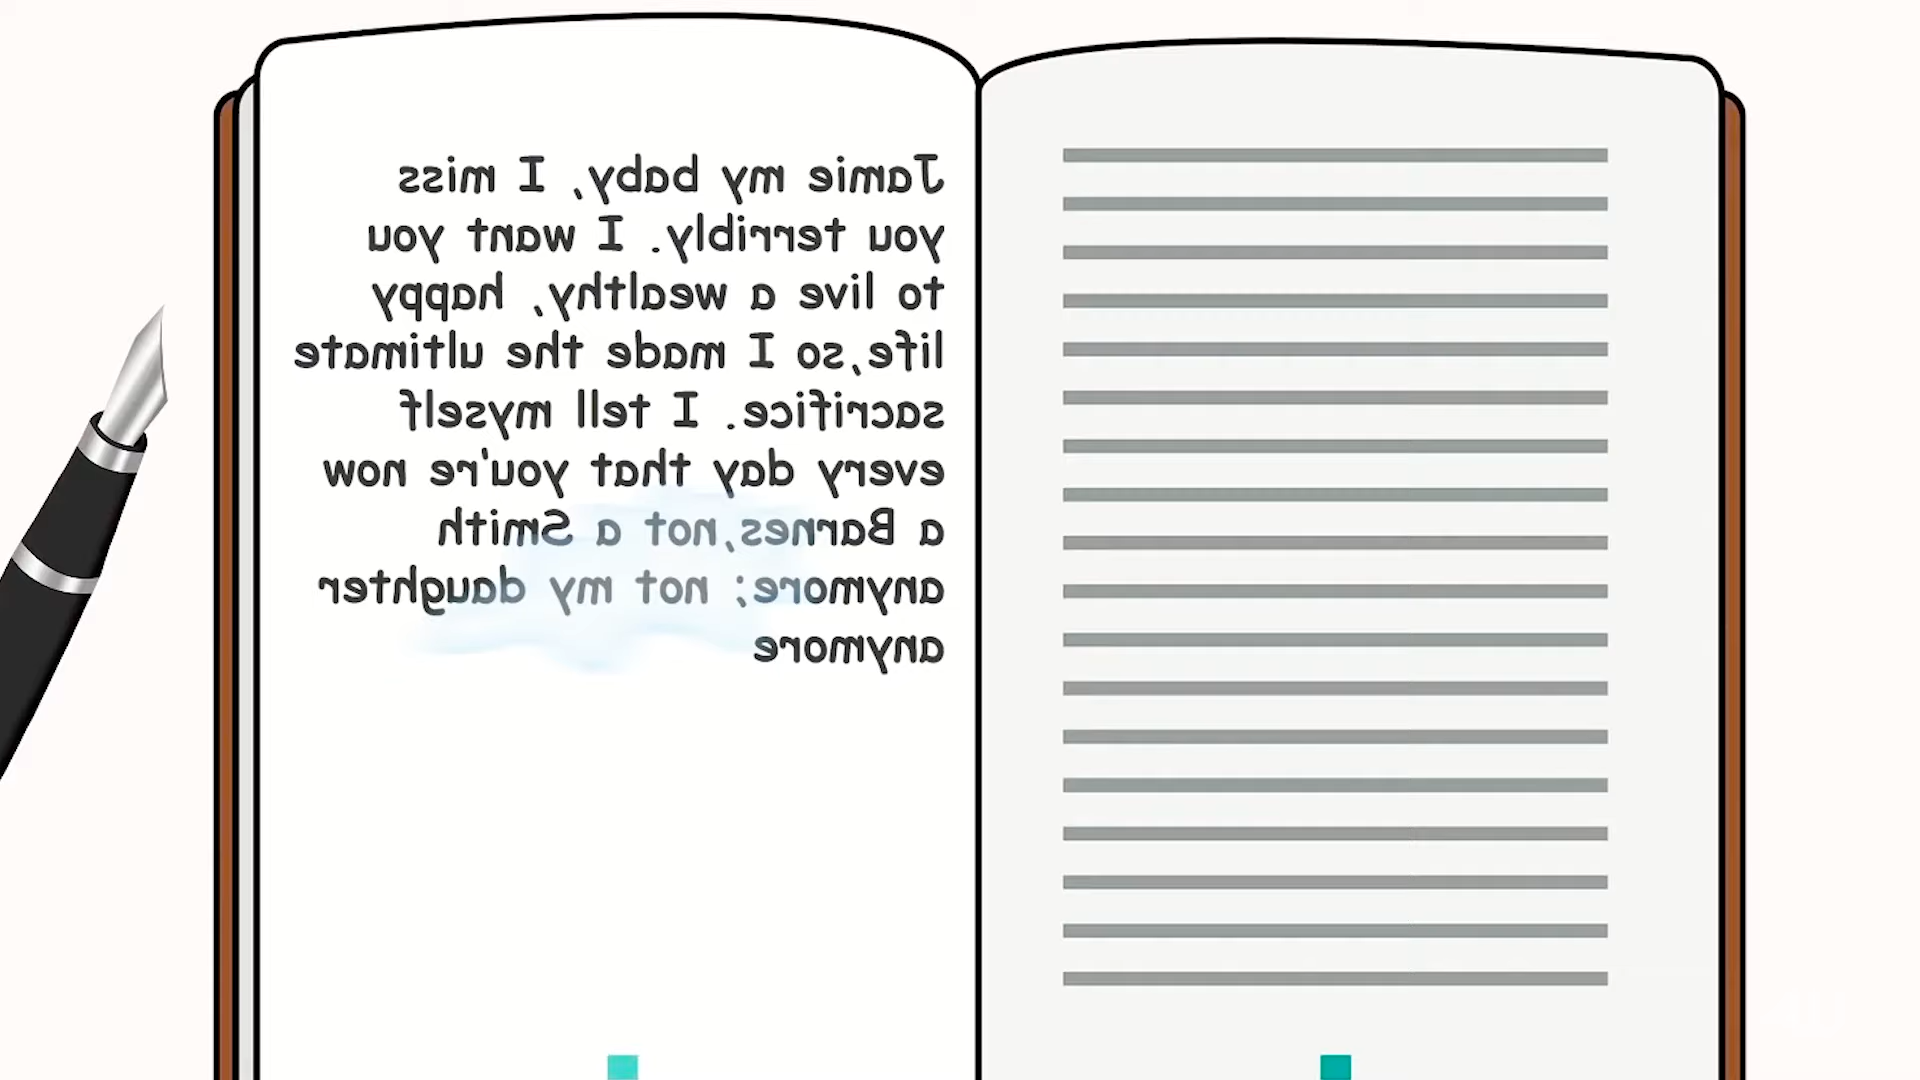 Jamie my baby, I miss
you terribly. I want you
to live a wealthy, happy
life,so I made the ultimate
sacrifice. I tell myself
every day that you're now
a Barnes,not a Smith
anymore; not my daughter
anymore